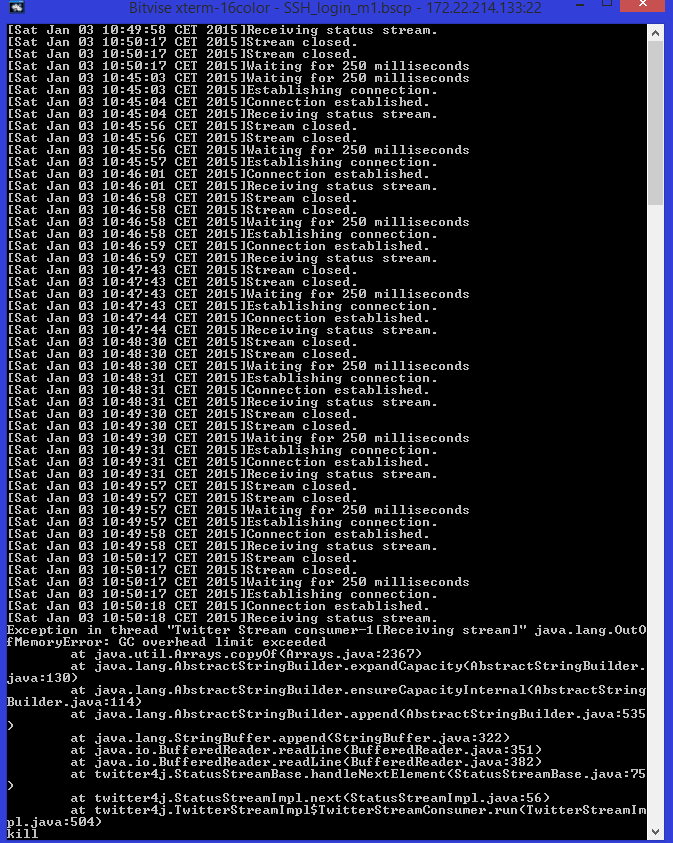 Bitvise xterm-16color - SSH_login_m1.bscp - 172.22.214.133:22
[Sat Jan 03 10:49:58 CET 2015]Receiving status stream.
[Sat Jan 03 10:50:17 CET 2015]Stream closed.
[Sat Jan 03 10:50:17 CET 2015]Stream closed.
[Sat Jan 03 10:50:17 CET 2015]Waiting for 250 milliseconds
[Sat Jan 03 10:45:03 CET 2015]Waiting for 250 milliseconds
[Sat Jan 03 10:45:03 CET 2015]Establishing connection.
[Sat Jan 03 10:45:04 CET 2015]Connection established.
[Sat Jan 03 10:45:04 CET 2015]Receiving status stream.
[Sat Jan 03 10:45:56 CET 2015]Stream closed.
[Sat Jan 03 10:45:56 CET 2015]Stream closed.
[Sat Jan 03 10:45:56 CET 2015]Waiting for 250 milliseconds
[Sat Jan 03 10:45:57 CET 2015]Establishing connection.
[Sat Jan 03 10:46:01 CET 2015]Connection established.
[Sat Jan 03 10:46:01 CET 2015]Receiving status stream.
[Sat Jan 03 10:46:58 CET 2015]Stream closed.
[Sat Jan 03 10:46:58 CET 2015]Stream closed.
[Sat Jan 03 10:46:58 CET 2015]Waiting for 250 milliseconds
[Sat Jan 03 10:46:58 CET 2015]Establishing connection.
[Sat Jan 03 10:46:59 CET 2015]Connection established.
[Sat Jan 03 10:46:59 CET 2015]Receiving status stream.
[Sat Jan 03 10:47:43 CET 2015]Stream closed.
[Sat Jan 03 10:47:43 CET 2015]Stream closed.
[Sat Jan 03 10:47:43 CET 2015]Waiting for 250 milliseconds
[Sat Jan 03 10:47:43 CET 2015]Establishing connection.
[Sat Jan 03 10:47:44 CET 2015]Connection established.
[Sat Jan 03 10:47:44 CET 2015]Receiving status stream.
[Sat Jan 03 10:48:30 CET 2015]Stream closed.
[Sat Jan 03 10:48:30 CET 2015]Stream closed.
[Sat Jan 03 10:48:30 CET 2015]Waiting for 250 milliseconds
[Sat Jan 03 10:48:31 CET 2015]Establishing connection.
[Sat Jan 03 10:48:31 CET 2015]Connection established.
[Sat Jan 03 10:48:31 CET 2015]Receiving status stream.
[Sat Jan 03 10:49:30 CET 2015]Stream closed.
[Sat Jan 03 10:49:30 CET 2015]Stream closed.
[Sat Jan 03 10:49:30 CET 2015]Waiting for 250 milliseconds
[Sat Jan 03 10:49:31 CET 2015]Establishing connection.
[Sat Jan 03 10:49:31 CET 2015]Connection established.
[Sat Jan 03 10:49:31 CET 2015]Receiving status stream.
[Sat Jan 03 10:49:57 CET 2015]Stream closed.
[Sat Jan 03 10:49:57 CET 2015]Stream closed.
[Sat Jan 03 10:49:57 CET 2015]Waiting for 250 milliseconds
[Sat Jan 03 10:49:57 CET 2015]Establishing connection.
[Sat Jan 03 10:49:58 CET 2015]Connection established.
[Sat Jan 03 10:49:58 CET 2015]Receiving status stream.
[Sat Jan 03 10:50:17 CET 2015]Stream closed.
[Sat Jan 03 10:50:17 CET 2015]Stream closed.
[Sat Jan 03 10:50:17 CET 2015]Waiting for 250 milliseconds
[Sat Jan 03 10:50:17 CET 2015]Establishing connection.
[Sat Jan 03 10:50:18 CET 2015]Connection established.
[Sat Jan 03 10:50:18 CET 2015]Receiving status stream.
Exception in thread "Twitter Stream consumer-1[Receiving stream]" java.lang.OutO
fMemoryError: GC overhead limit exceeded
at java.util.Arrays.copyOf(Arrays.java:2367)
at java.lang.AbstractStringBuilder.expandCapacity(AbstractStringBuilder.
java:130)
at java.lang.AbstractStringBuilder.ensureCapacityInternal(AbstractString
Builder.java:114)
at java.lang.AbstractStringBuilder.append(AbstractStringBuilder.java:535
)
at java.lang.StringBuffer.append(StringBuffer.java:322)
at java.io.BufferedReader.readLine(BufferedReader.java:351)
at java.io.BufferedReader.readLine(BufferedReader.java:382)
at twitter4j.StatusStreamBase.handleNextElement(StatusStreamBase.java:75
)
at twitter4j.StatusStreamImpl.next(StatusStreamImpl.java:56)
at twitter4j.TwitterStreamImpl$TwitterStreamConsumer.run(TwitterStreamIm
pl.java:504)
kill